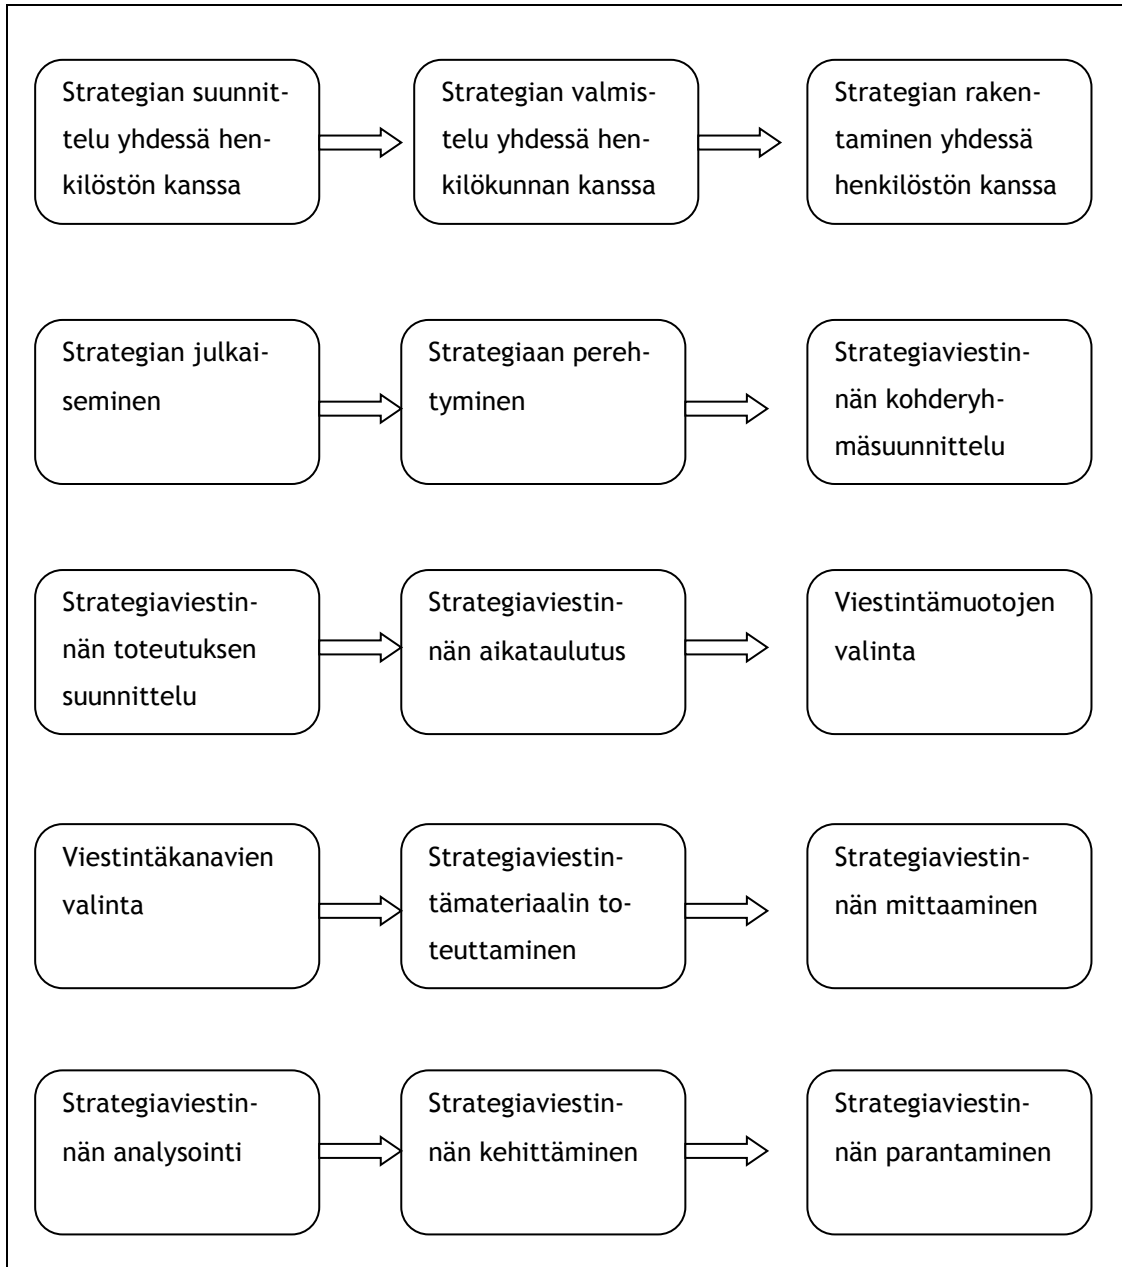 Strategian suunnit-
telu yhdessä hen-
kilöstön kanssa
Strategian valmis-
telu yhdessä hen-
kilökunnan kanssa
Strategian raken-
taminen yhdessä
henkilöstön kanssa
Strategian julkai-
seminen
Strategiaan pereh-
tyminen
Strategiaviestin-
nän kohderyh-
mäsuunnittelu
Strategiaviestin-
nän toteutuksen
suunnittelu
Strategiaviestin-
nän aikataulutus
Viestintämuotojen
valinta
Viestintäkanavien
valinta
Strategiaviestin-
tämateriaalin to-
teuttaminen
Strategiaviestin-
nän mittaaminen
Strategiaviestin-
nän analysointi
Strategiaviestin-
nän kehittäminen
Strategiaviestin-
nän parantaminen